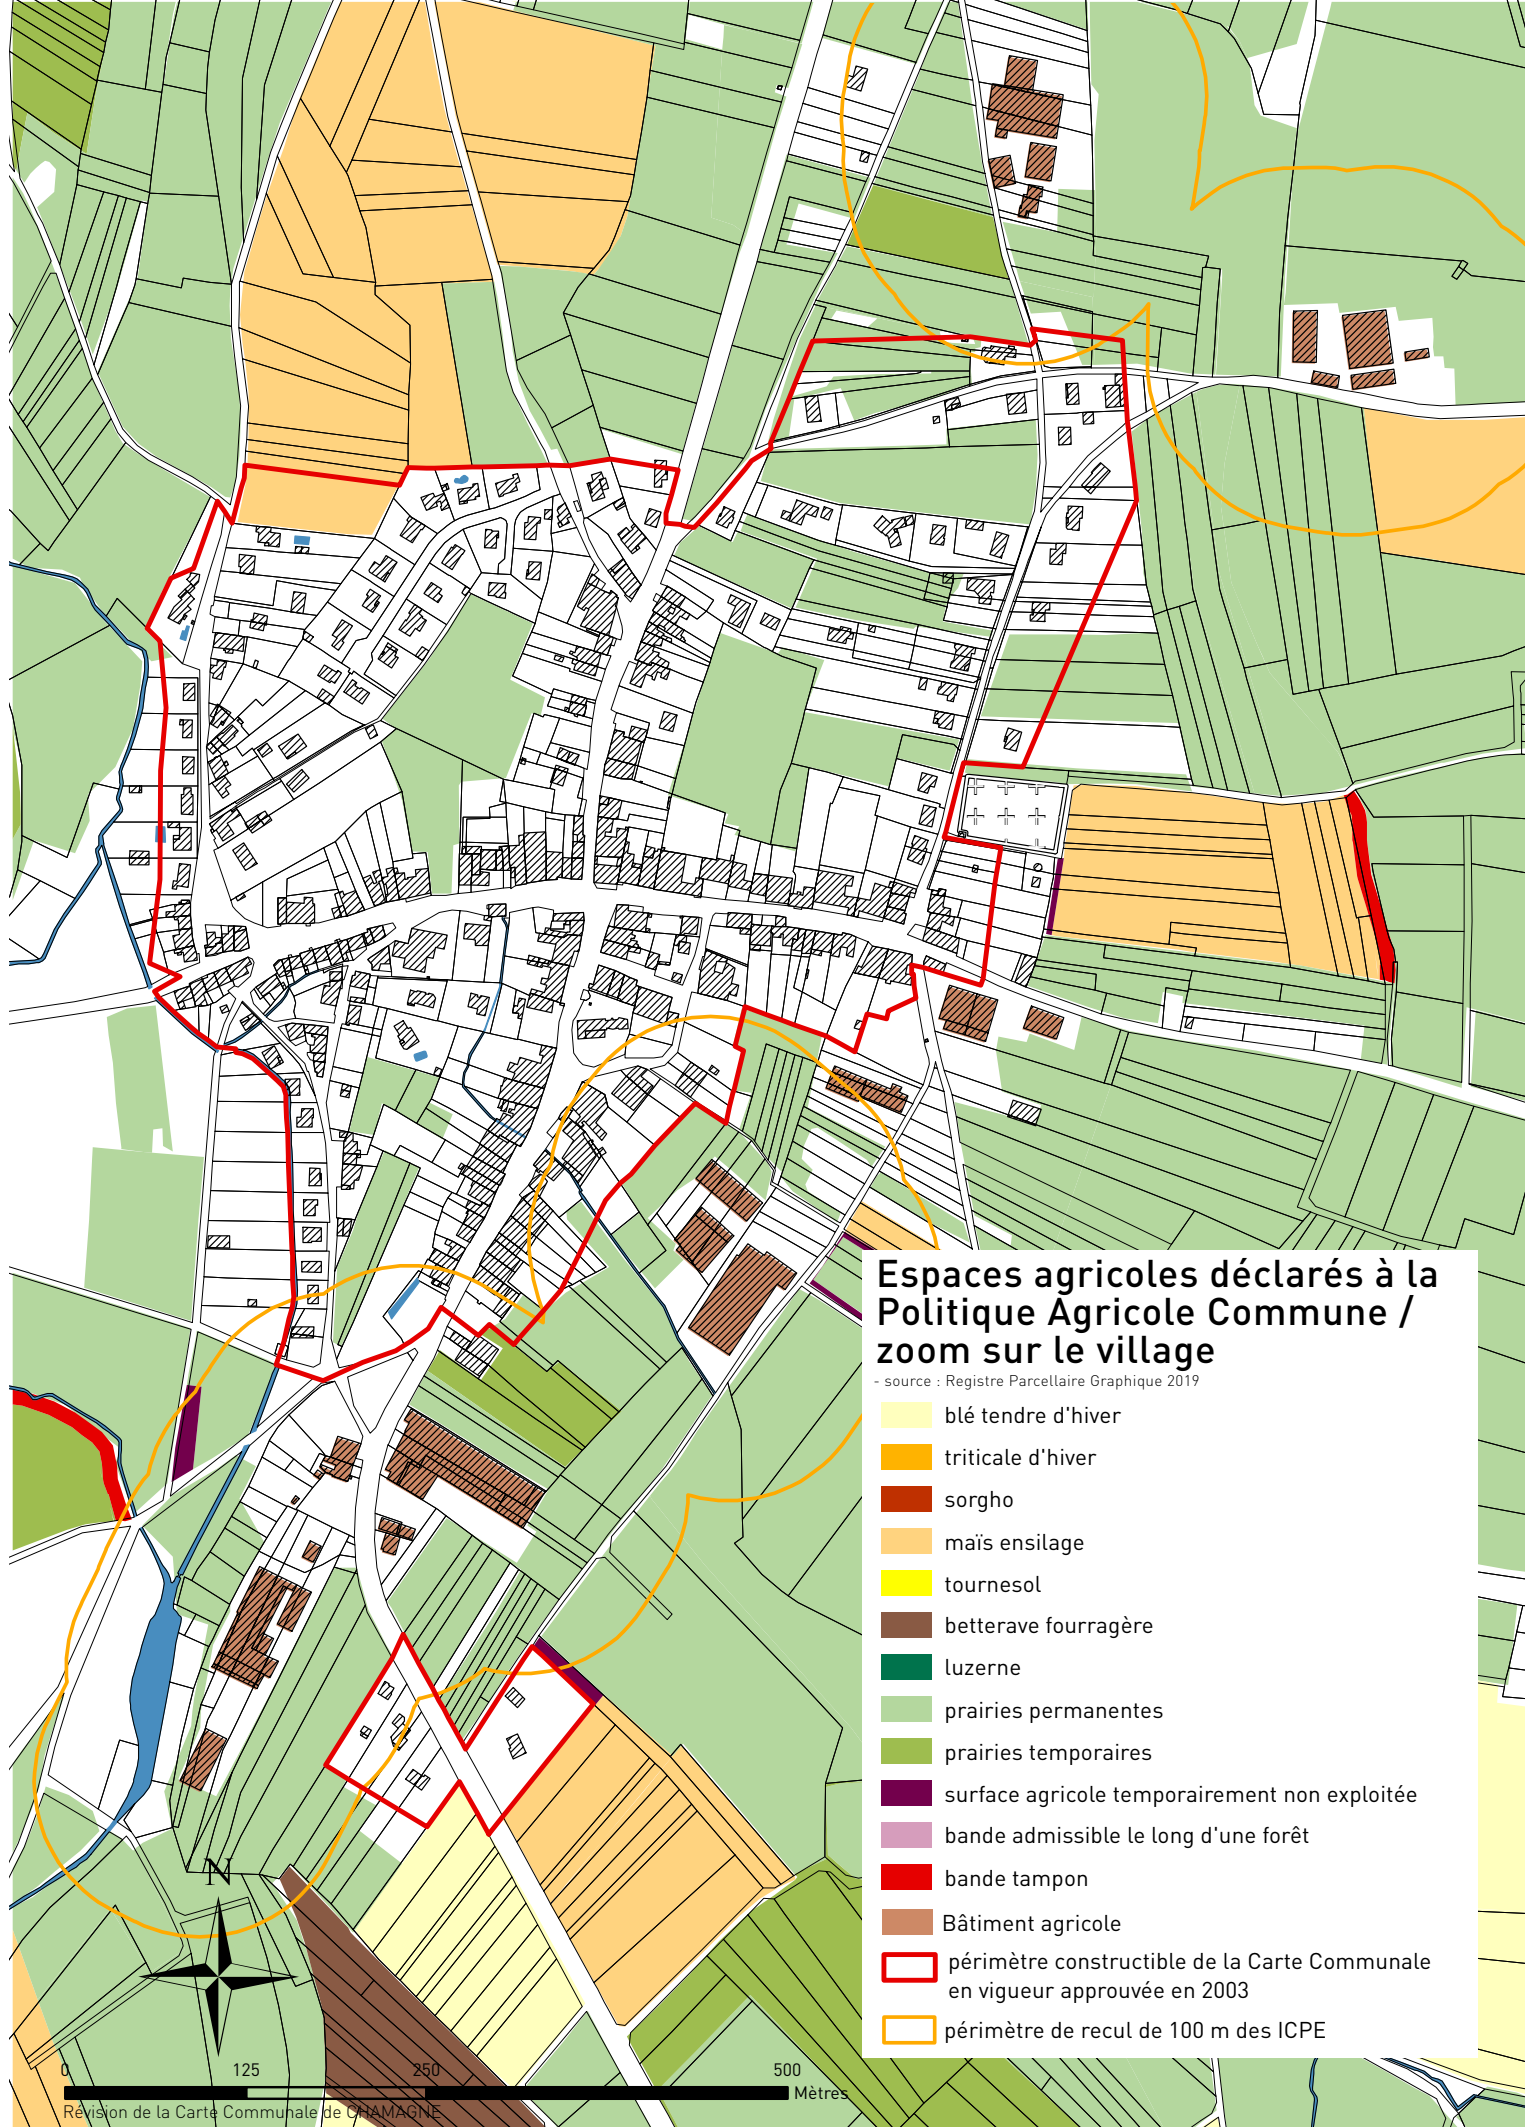 Espaces agricoles déclarés à la
Politique Agricole Commune /
zoom sur le village
- source : Registre Parcellaire Graphique 2019
blé tendre d'hiver
triticale d'hiver
sorgho
maïs ensilage
tournesol
betterave fourragère
luzerne
prairies permanentes
prairies temporaires
surface agricole temporairement non exploitée
bande admissible le long d'une forêt
bande tampon
Bâtiment agricole
périmètre constructible de la Carte Communale
en vigueur approuvée en 2003
périmètre de recul de 100 m des ICPE
N
0 125 250 500
Mètres
Révision de la Carte Communale de CHAMAGNE